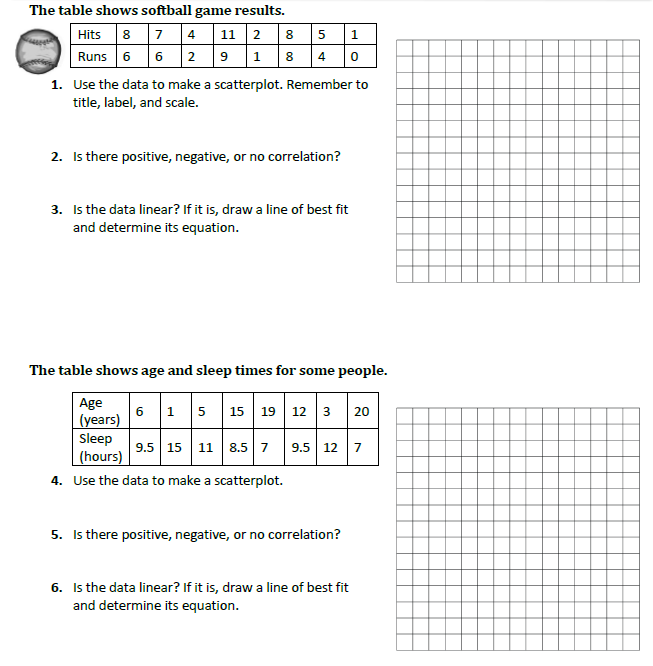 The table shows softball game results.
Hits 8 7 4 11 2 8 5 1
Runs 6 6 2 9 1 8 4 0
1. Use the data to make a scatterplot. Remember to
title, label, and scale.
2. Is there positive, negative, or no correlation?
3. Is the data linear? If it is, draw a line of best fit
and determine its equation.
The table shows age and sleep times for some people.
Age
(years) 6 1 5 15 19 12 3 20
Sleep
(hours) 9.5 15 11 8.5 7 9.5 12 7
4. Use the data to make a scatterplot.
5. Is there positive, negative, or no correlation?
6. Is the data linear? If it is, draw a line of best fit
and determine its equation.